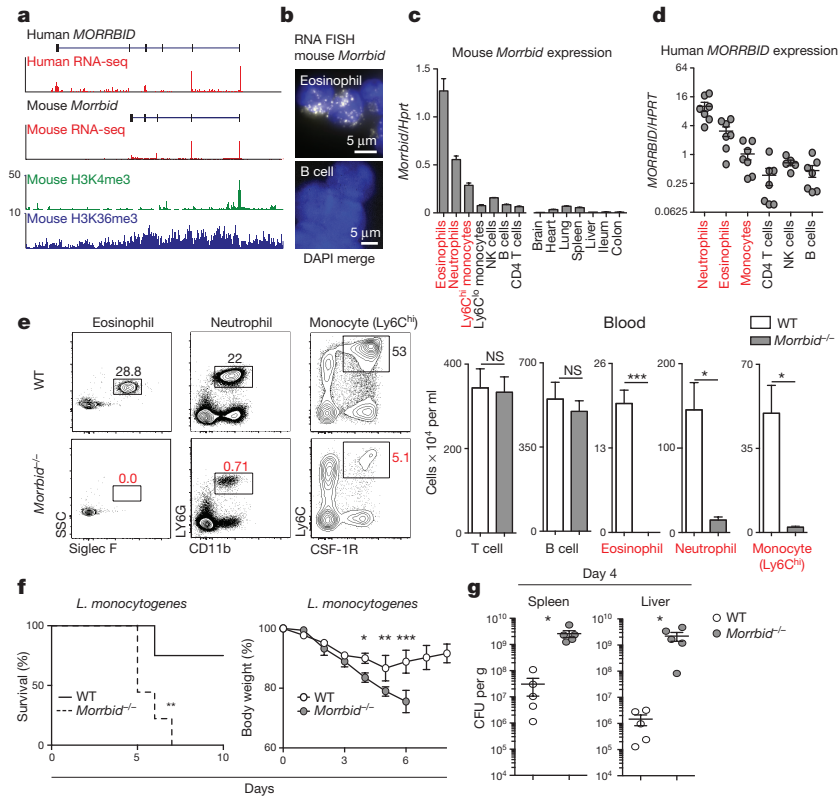 a
Human MORRBID
Human RNA-seq
Mouse Morrbid
Mouse RNA-seq
50
Mouse H3K4me3
10
Mouse H3K36me3
b
RNA FISH
mouse Morrbid
Eosinophil
5 μm
B cell
5 μm
DAPI merge
c
Mouse Morrbid expression
Morrbid/Hprt
1.5
1.0
0.5
0
Eosinophils
Neutrophils
Ly6Chi monocytes
Ly6Clo monocytes
NK cells
B cells
CD4 T cells
Brain
Heart
Lung
Spleen
Liver
Ileum
Colon
d
Human MORRBID expression
MORRBID/HPRT
16
4
1
0.25
0.0625
Neutrophils
Eosinophils
Monocytes
CD4 T cells
NK cells
B cells
e
Eosinophil
Neutrophil
Monocyte (Ly6Chi)
WT
28.8
22
53
Morrbid–/–
0.0
0.71
5.1
SSC
Siglec F
LY6G
CD11b
Ly6C
CSF-1R
Blood
WT
Morrbid–/–
Cells × 10⁴ per ml
400
200
0
NS
T cell
700
350
0
NS
B cell
26
13
0
***
Eosinophil
200
100
0
*
Neutrophil
70
35
0
*
Monocyte
(Ly6Chi)
f
L. monocytogenes
Survival (%)
100
50
0
WT
Morrbid–/–
**
0
5
10
L. monocytogenes
Body weight (%)
100
80
60
* ** ***
WT
Morrbid–/–
0
3
6
Days
g
Day 4
Spleen
Liver
WT
Morrbid–/–
CFU per g
10¹⁰
10⁹
10⁸
10⁷
10⁶
10⁵
10⁴
*
10¹⁰
10⁹
10⁸
10⁷
10⁶
10⁵
10⁴
*